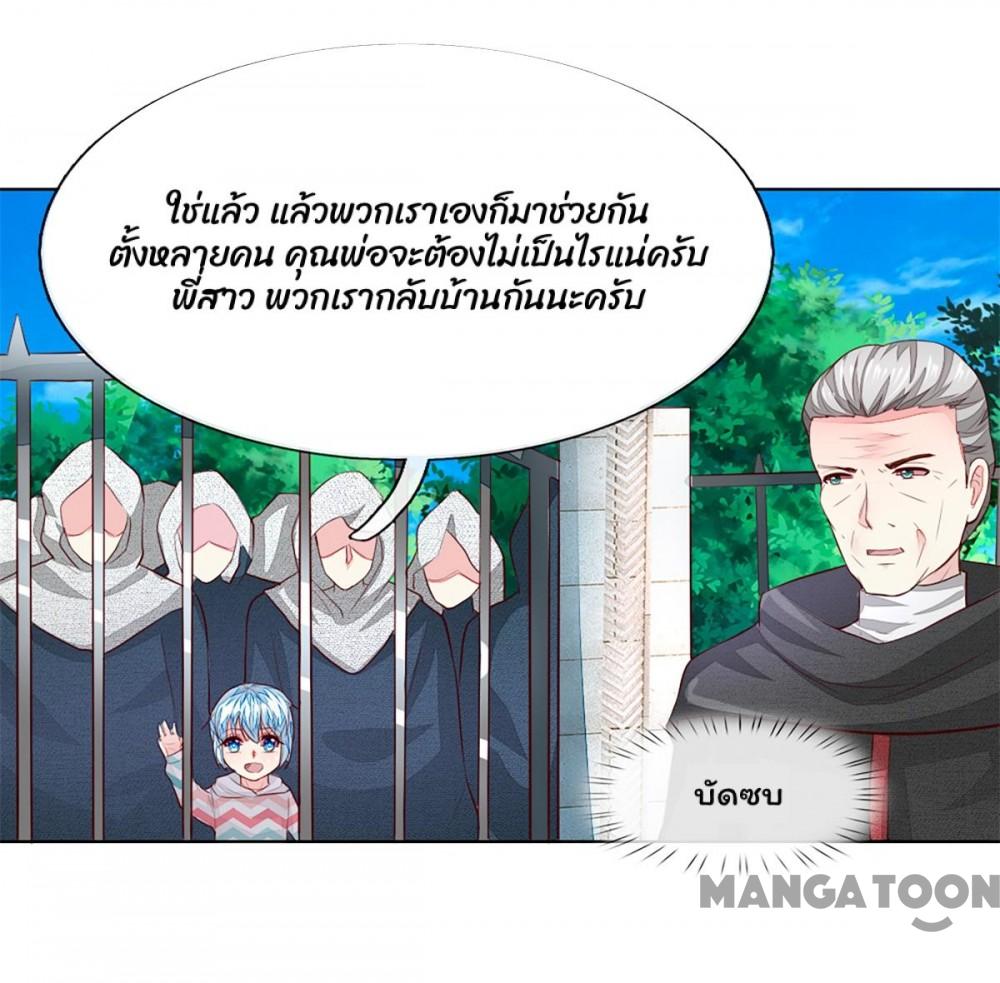 ใช่แล้ว แล้วพวกเราเองก็มาช่วยกัน
ตั้งหลายคน คุณพ่อจะต้องไม่เป็นไรแน่ครับ
พี่สาว พวกเรากลับบ้านกันนะครับ
บัดซบ
MANGATOON